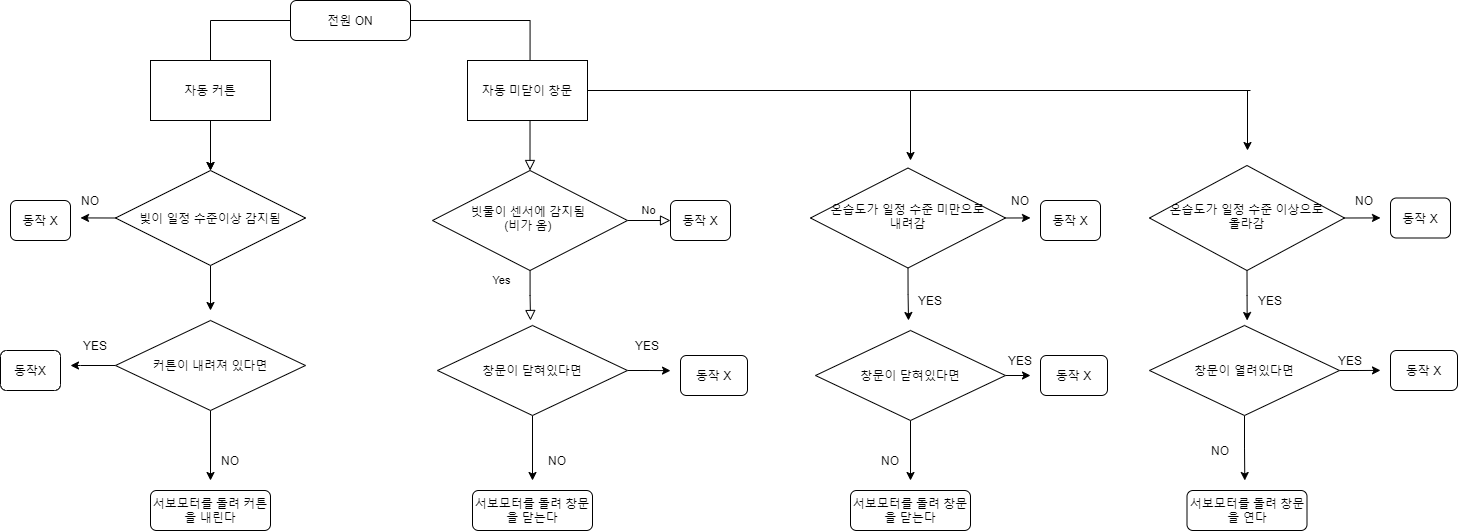 전원 ON
자동 커튼
자동 미닫이 창문
빛이 일정 수준이상 감지됨
NO
동작 X
빗물이 센서에 감지됨
(비가 옴)
No
동작 X
온습도가 일정 수준 미만으로
내려감
NO
동작 X
온습도가 일정 수준 이상으로
올라감
NO
동작 X
Yes
YES
YES
커튼이 내려져 있다면
YES
동작X
창문이 닫혀있다면
YES
동작 X
창문이 닫혀있다면
YES
동작 X
창문이 열려있다면
YES
동작 X
NO
NO
NO
NO
서보모터를 돌려 커튼
을 내린다
서보모터를 돌려 창문
을 닫는다
서보모터를 돌려 창문
을 닫는다
서보모터를 돌려 창문
을 연다